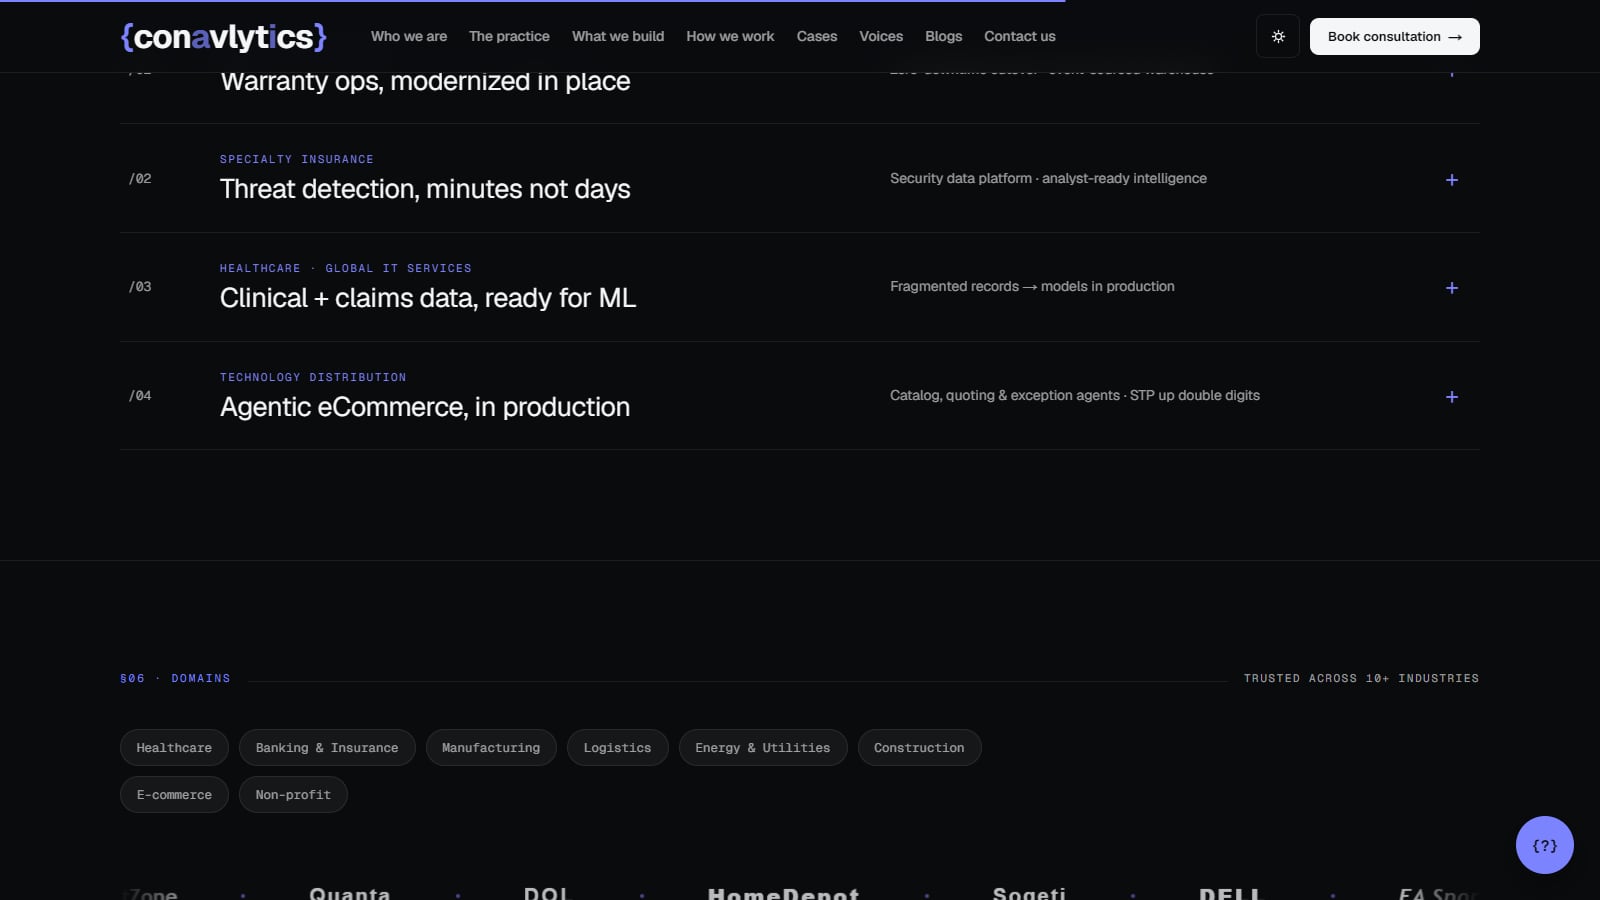 {conavlytics}
Who we are
The practice
What we build
How we work
Cases
Voices
Blogs
Contact us
Book consultation →
Warranty ops, modernized in place
+
SPECIALTY INSURANCE
/02
Threat detection, minutes not days
Security data platform · analyst-ready intelligence
+
HEALTHCARE · GLOBAL IT SERVICES
/03
Clinical + claims data, ready for ML
Fragmented records → models in production
+
TECHNOLOGY DISTRIBUTION
/04
Agentic eCommerce, in production
Catalog, quoting & exception agents · STP up double digits
+
§06 · DOMAINS
TRUSTED ACROSS 10+ INDUSTRIES
Healthcare
Banking & Insurance
Manufacturing
Logistics
Energy & Utilities
Construction
E-commerce
Non-profit
{?}
Quanta · DOL · HomeDepot · Sogeti · DELL ·